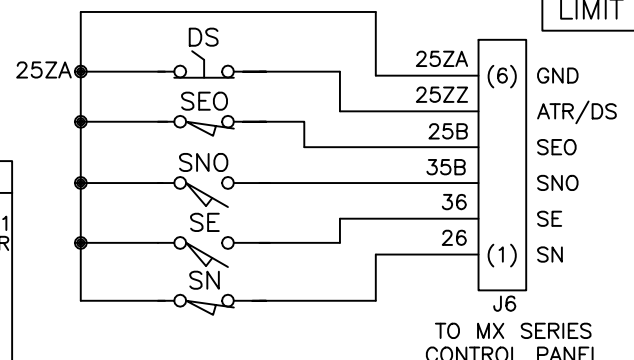 LIMIT
DS
25ZA
25ZA
(6)
GND
25ZZ
ATR/DS
SEO
25B
SEO
SNO
35B
SNO
1
R
SE
36
SE
26
(1)
SN
SN
J6
TO MX SERIES
CONTROL PANEL